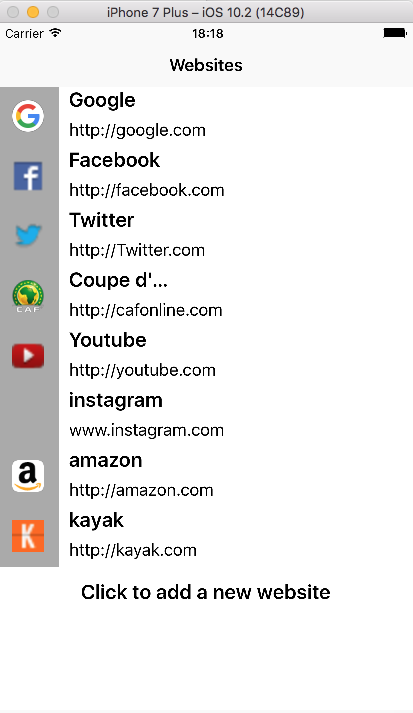 iPhone 7 Plus – iOS 10.2 (14C89)
Carrier 18:18
Websites
Google
http://google.com
Facebook
http://facebook.com
Twitter
http://Twitter.com
Coupe d'...
http://cafonline.com
CAF
Youtube
http://youtube.com
instagram
www.instagram.com
amazon
http://amazon.com
kayak
http://kayak.com
Click to add a new website